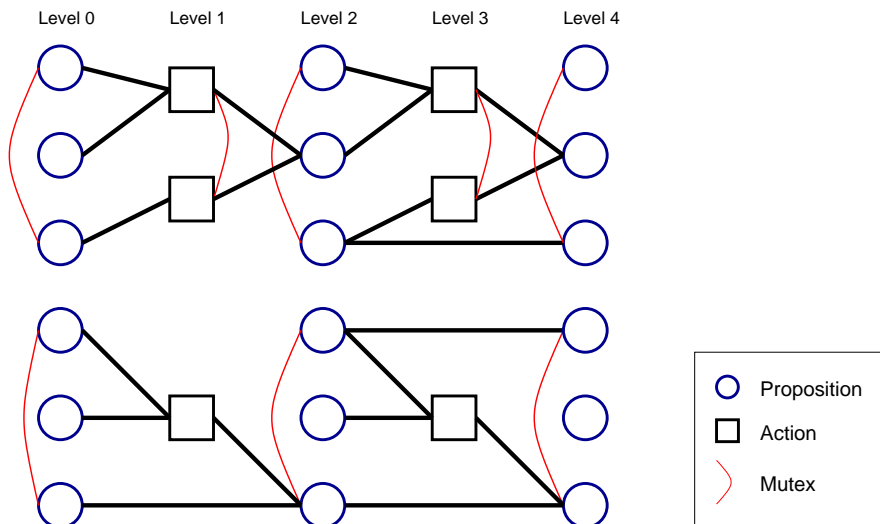 Level 0
Level 1
Level 2
Level 3
Level 4
Proposition
Action
Mutex